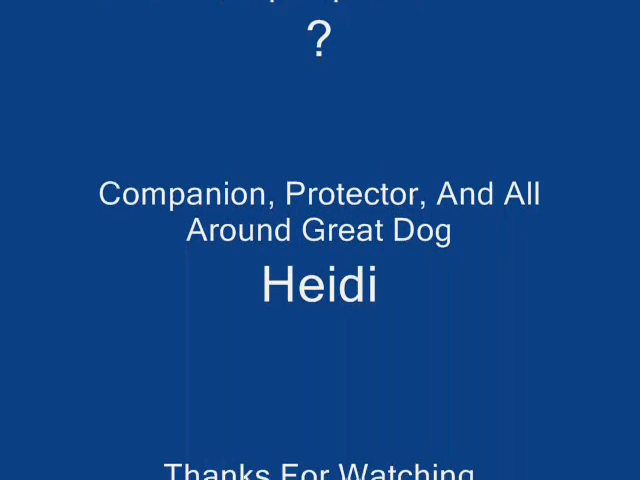 ?
Companion, Protector, And All
Around Great Dog
Heidi
Thanks For Watching